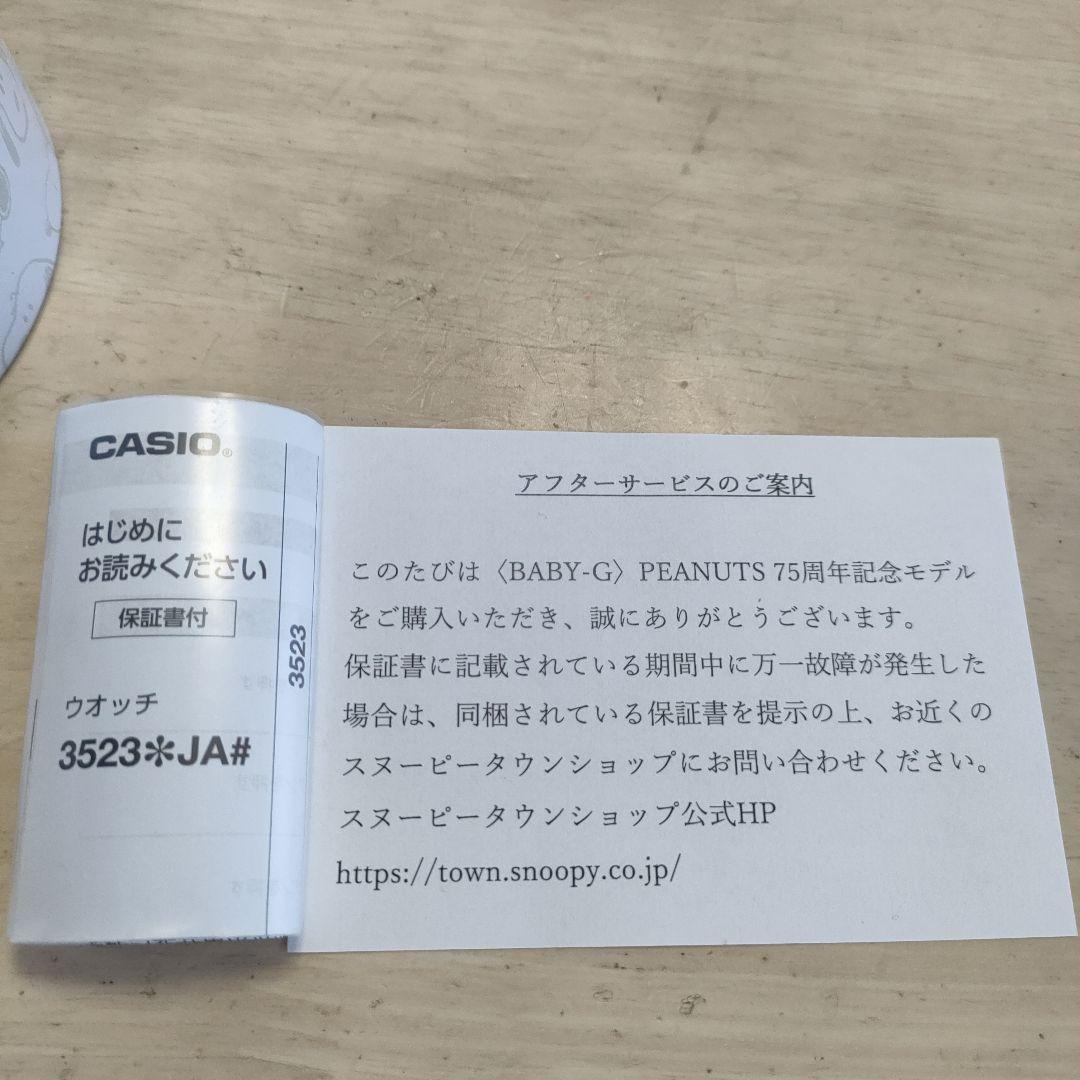 CASIO®
はじめに
お読みください
保証書付
ウオッチ
3523✻JA#
3523
アフターサービスのご案内
このたびは〈BABY-G〉PEANUTS 75周年記念モデル
をご購入いただき、誠にありがとうございます。
保証書に記載されている期間中に万一故障が発生した
場合は、同梱されている保証書を提示の上、お近くの
スヌーピータウンショップにお問い合わせください。
スヌーピータウンショップ公式HP
https://town.snoopy.co.jp/